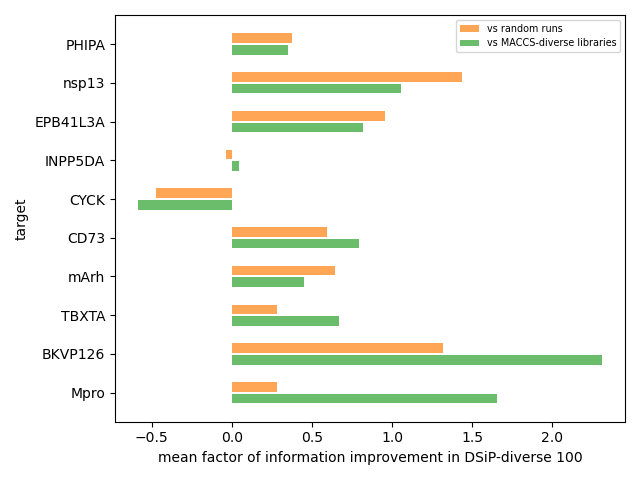 vs random runs
vs MACCS-diverse libraries
PHIPA
nsp13
EPB41L3A
INPP5DA
CYCK
CD73
mArh
TBXTA
BKVP126
Mpro
target
−0.5 0.0 0.5 1.0 1.5 2.0
mean factor of information improvement in DSiP-diverse 100